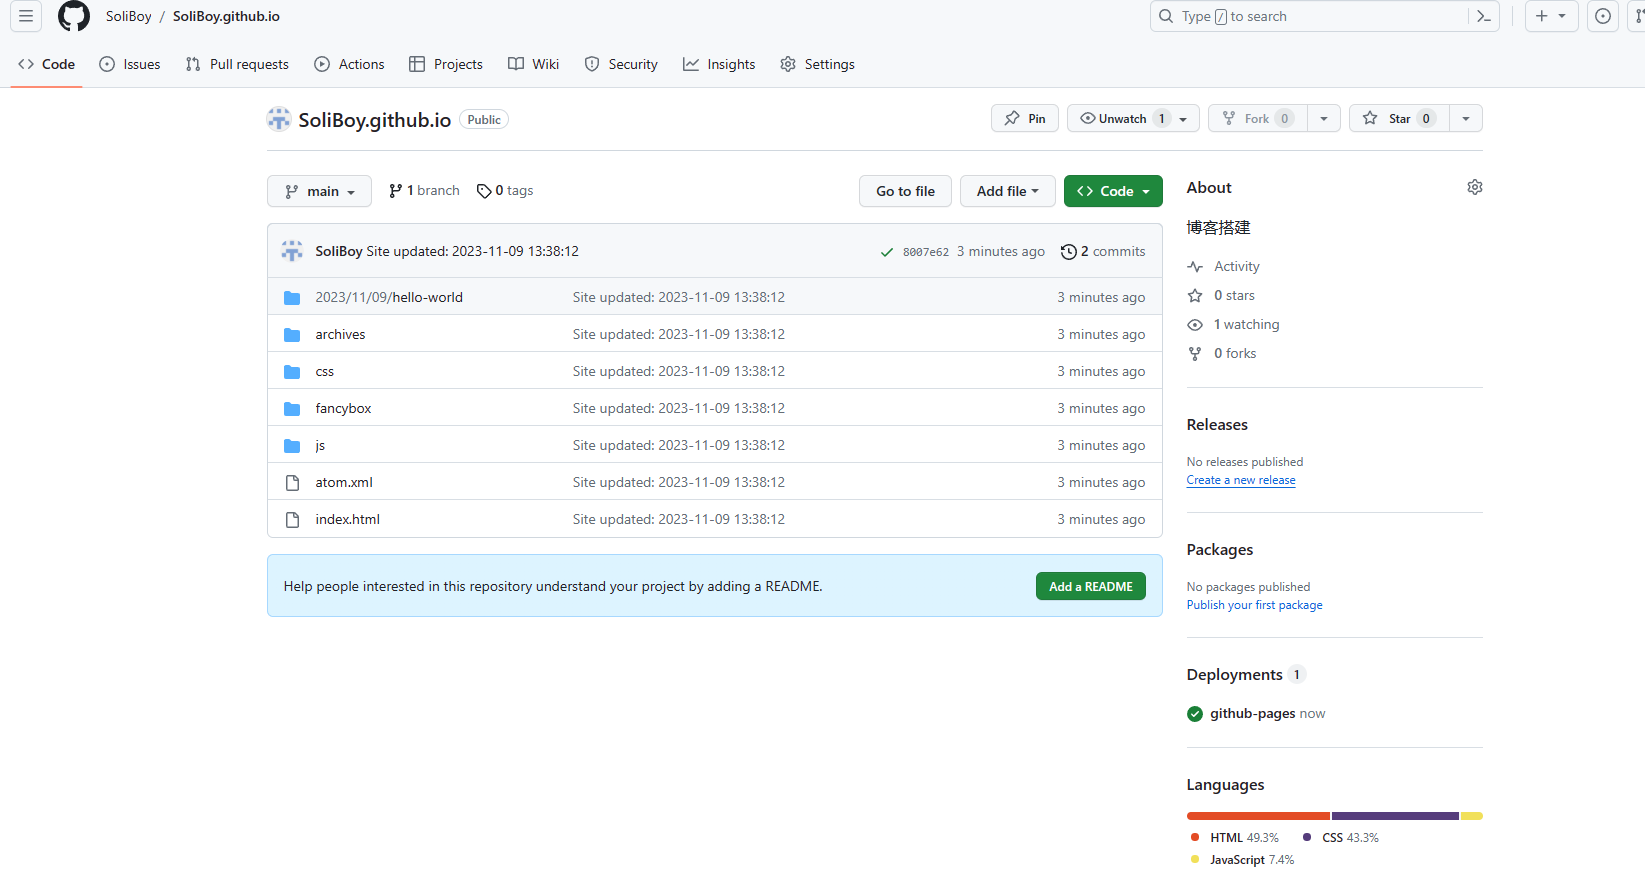 SoliBoy / SoliBoy.github.io
Type / to search
Code Issues Pull requests Actions Projects Wiki Security Insights Settings
SoliBoy.github.io Public
Pin Unwatch 1 Fork 0 Star 0
main 1 branch 0 tags Go to file Add file Code
SoliBoy Site updated: 2023-11-09 13:38:12 8007e62 3 minutes ago 2 commits
2023/11/09/hello-world Site updated: 2023-11-09 13:38:12 3 minutes ago
archives Site updated: 2023-11-09 13:38:12 3 minutes ago
css Site updated: 2023-11-09 13:38:12 3 minutes ago
fancybox Site updated: 2023-11-09 13:38:12 3 minutes ago
js Site updated: 2023-11-09 13:38:12 3 minutes ago
atom.xml Site updated: 2023-11-09 13:38:12 3 minutes ago
index.html Site updated: 2023-11-09 13:38:12 3 minutes ago
Help people interested in this repository understand your project by adding a README. Add a README
About
博客搭建
Activity
0 stars
1 watching
0 forks
Releases
No releases published
Create a new release
Packages
No packages published
Publish your first package
Deployments 1
github-pages now
Languages
HTML 49.3% CSS 43.3%
JavaScript 7.4%